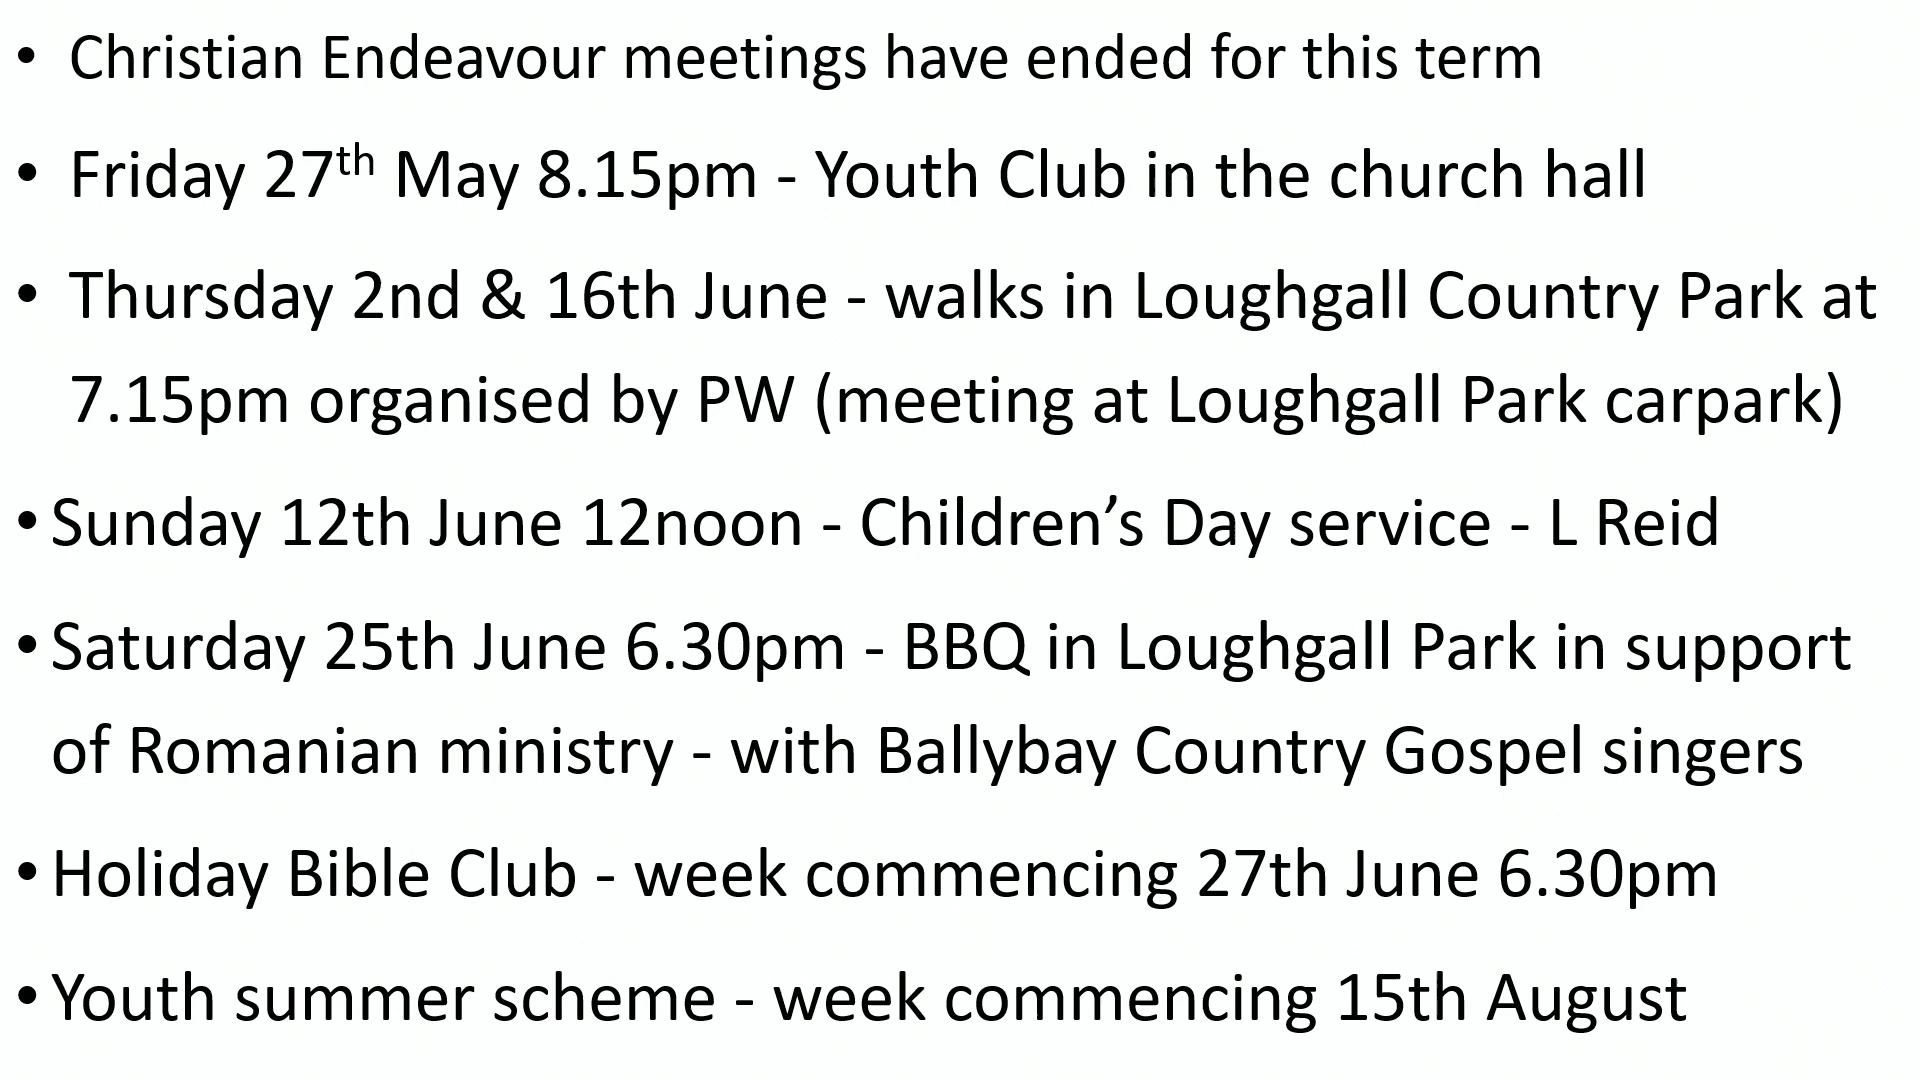 • Christian Endeavour meetings have ended for this term
• Friday 27th May 8.15pm - Youth Club in the church hall
• Thursday 2nd & 16th June - walks in Loughgall Country Park at
7.15pm organised by PW (meeting at Loughgall Park carpark)
• Sunday 12th June 12noon - Children’s Day service - L Reid
• Saturday 25th June 6.30pm - BBQ in Loughgall Park in support
of Romanian ministry - with Ballybay Country Gospel singers
• Holiday Bible Club - week commencing 27th June 6.30pm
• Youth summer scheme - week commencing 15th August